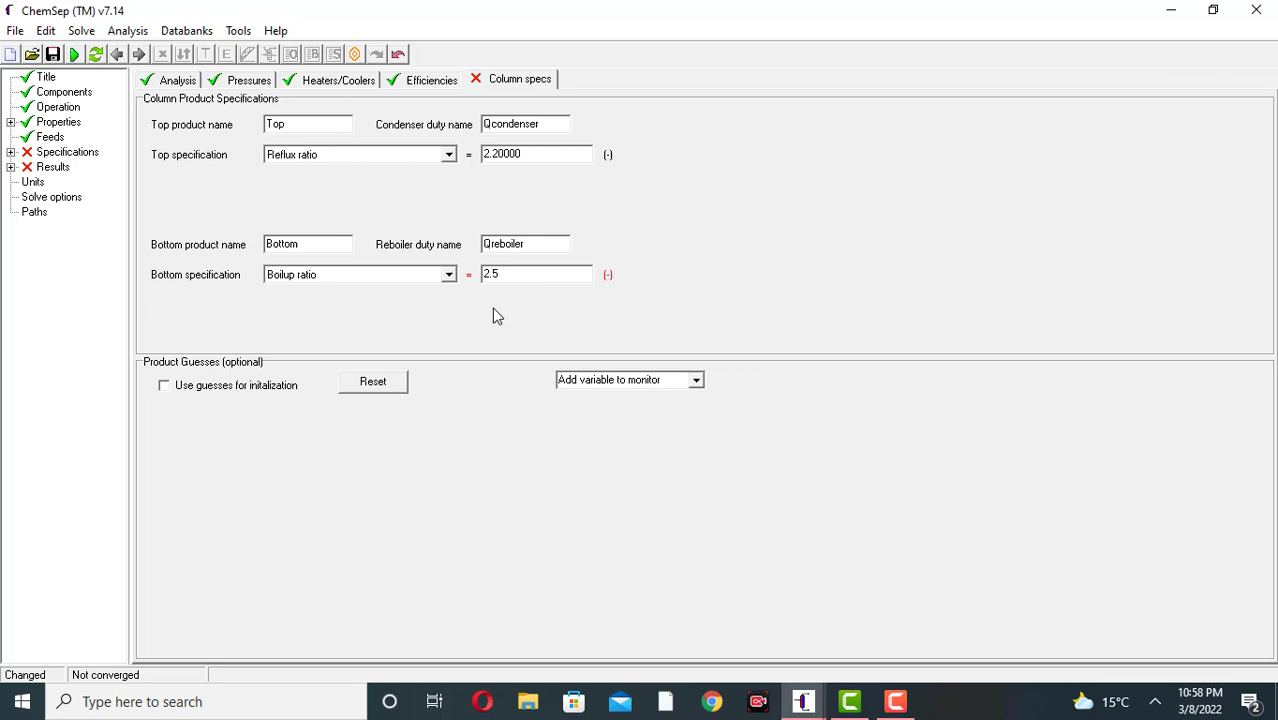 ChemSep (TM) v7.14
File Edit Solve Analysis Databanks Tools Help
Title
Components
Operation
Properties
Feeds
Specifications
Results
Units
Solve options
Paths
Analysis Pressures Heaters/Coolers Efficiencies Column specs
Column Product Specifications
Top product name Top Condenser duty name Qcondenser
Top specification Reflux ratio = 2.20000 (-)
Bottom product name Bottom Reboiler duty name Qreboiler
Bottom specification Boilup ratio = 2.5 (-)
Product Guesses (optional)
Use guesses for initalization Reset Add variable to monitor
Changed Not converged
Type here to search
15°C
10:58 PM
3/8/2022
2